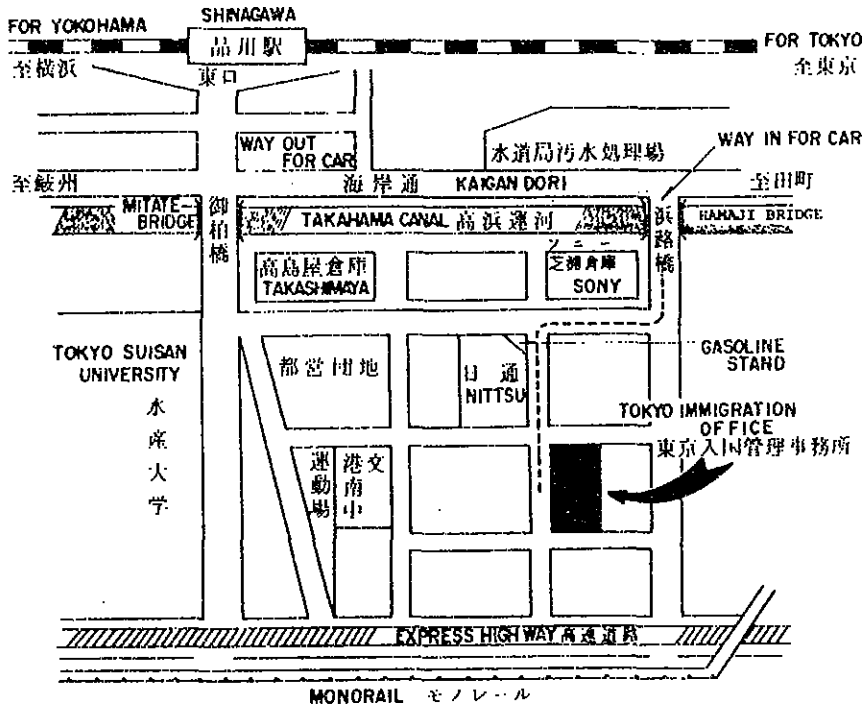 SHINAGAWA
FOR YOKOHAMA
品川駅
FOR TOKYO
至横浜
東口
至東京
WAY OUT
FOR CAR
水道局汚水処理場
WAY IN FOR CAR
至鮫州
海岸通 KAIGAN DORI
至田町
MITATE-
BRIDGE
御楯橋
TAKAHAMA CANAL 高浜運河
浜路橋
HAMAJI BRIDGE
高島屋倉庫
TAKASHIMAYA
ソニー
芝浦倉庫
SONY
TOKYO SUISAN
UNIVERSITY
水産大学
都営団地
日通
NITTSU
GASOLINE
STAND
TOKYO IMMIGRATION
OFFICE
東京入国管理事務所
運動場
港南中
文
EXPRESS HIGH WAY 高速道路
MONORAIL モノレール